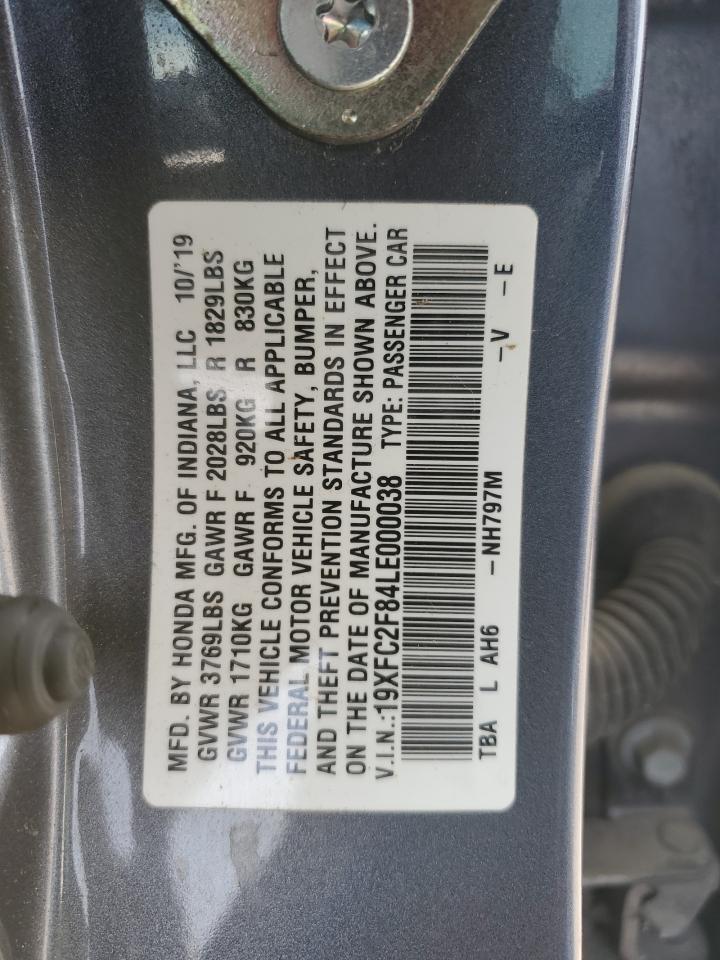 MFD. BY HONDA MFG. OF INDIANA, LLC 10/'19
GVWR 3769LBS GAWR F 2028LBS R 1829LBS
GVWR 1710KG GAWR F 920KG R 830KG
THIS VEHICLE CONFORMS TO ALL APPLICABLE
FEDERAL MOTOR VEHICLE SAFETY, BUMPER,
AND THEFT PREVENTION STANDARDS IN EFFECT
ON THE DATE OF MANUFACTURE SHOWN ABOVE.
V.I.N.:19XFC2F84LE000038 TYPE: PASSENGER CAR
TBA L AH6 -NH797M -V -E